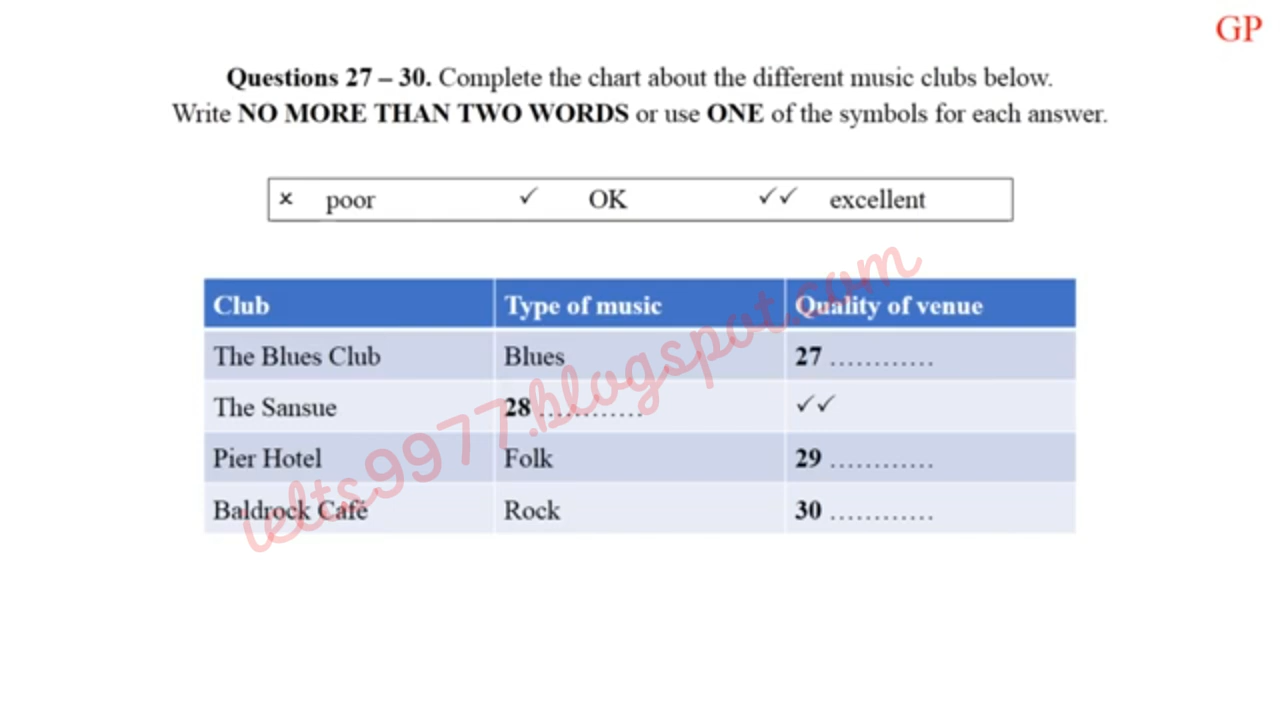 GP
Questions 27 – 30. Complete the chart about the different music clubs below.
Write NO MORE THAN TWO WORDS or use ONE of the symbols for each answer.
× poor ✓ OK ✓✓ excellent
Club Type of music Quality of venue
The Blues Club Blues 27 ............
The Sansue 28 ............ ✓✓
Pier Hotel Folk 29 ............
Baldrock Café Rock 30 ............
ielts9977.blogspot.com